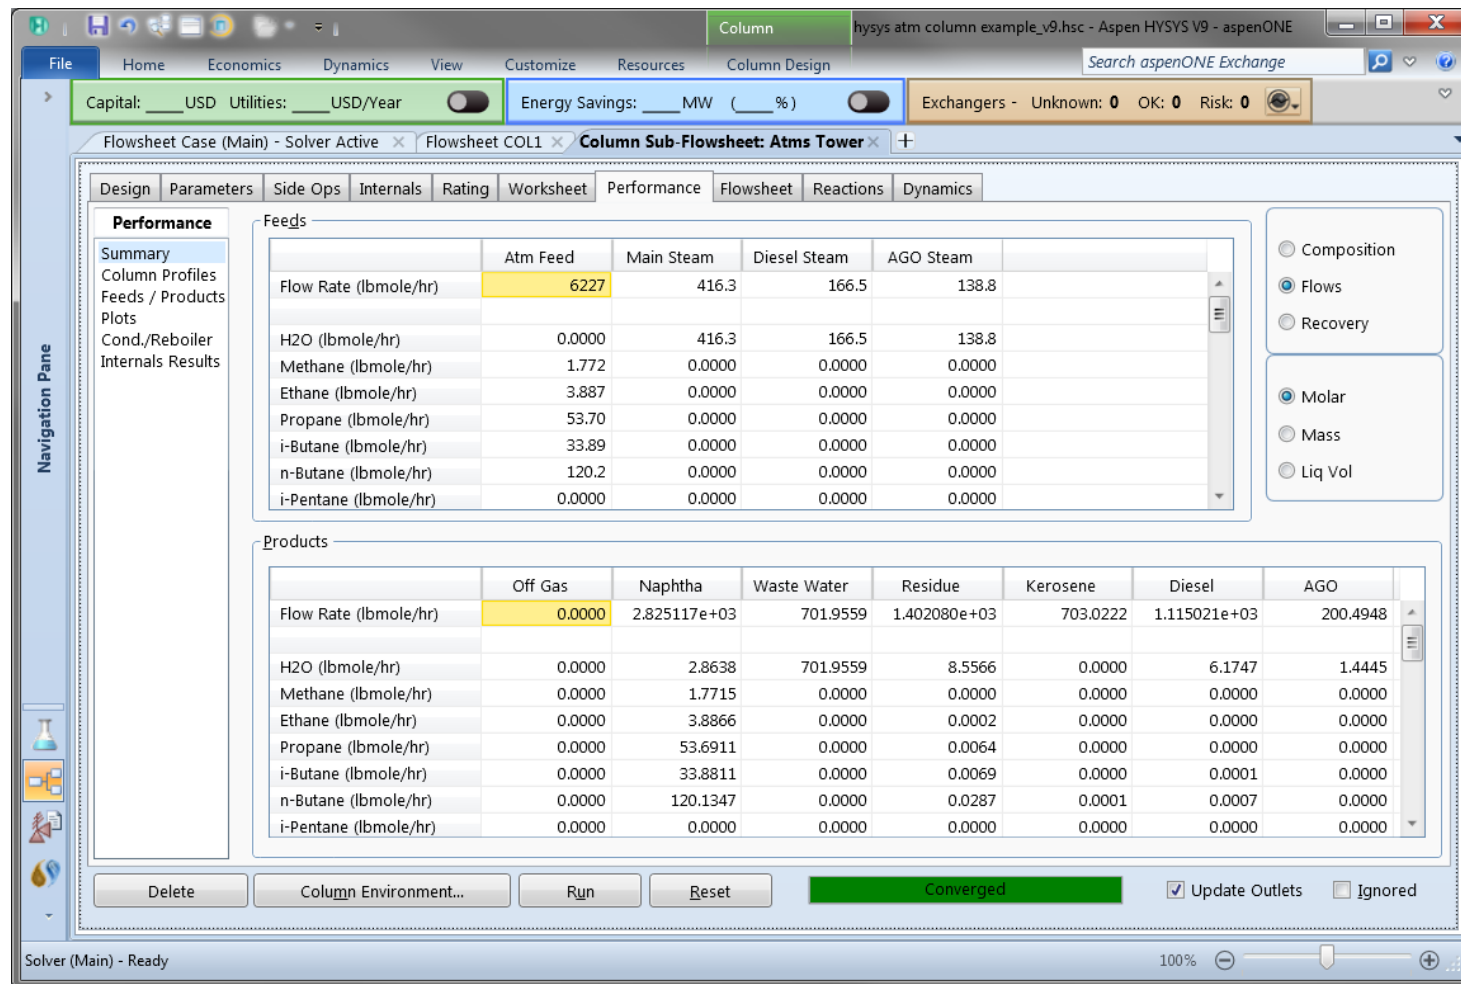 Column hysys atm column example_v9.hsc - Aspen HYSYS V9 - aspenONE
File Home Economics Dynamics View Customize Resources Column Design Search aspenONE Exchange
Capital: ____USD Utilities: ____USD/Year Energy Savings: ____MW (____%) Exchangers - Unknown: 0 OK: 0 Risk: 0
Flowsheet Case (Main) - Solver Active Flowsheet COL1 Column Sub-Flowsheet: Atms Tower
Design Parameters Side Ops Internals Rating Worksheet Performance Flowsheet Reactions Dynamics
Navigation Pane
Performance
Summary
Column Profiles
Feeds / Products
Plots
Cond./Reboiler
Internals Results
Feeds
Atm Feed Main Steam Diesel Steam AGO Steam
Flow Rate (lbmole/hr) 6227 416.3 166.5 138.8
H2O (lbmole/hr) 0.0000 416.3 166.5 138.8
Methane (lbmole/hr) 1.772 0.0000 0.0000 0.0000
Ethane (lbmole/hr) 3.887 0.0000 0.0000 0.0000
Propane (lbmole/hr) 53.70 0.0000 0.0000 0.0000
i-Butane (lbmole/hr) 33.89 0.0000 0.0000 0.0000
n-Butane (lbmole/hr) 120.2 0.0000 0.0000 0.0000
i-Pentane (lbmole/hr) 0.0000 0.0000 0.0000 0.0000
Composition
Flows
Recovery
Molar
Mass
Liq Vol
Products
Off Gas Naphtha Waste Water Residue Kerosene Diesel AGO
Flow Rate (lbmole/hr) 0.0000 2.825117e+03 701.9559 1.402080e+03 703.0222 1.115021e+03 200.4948
H2O (lbmole/hr) 0.0000 2.8638 701.9559 8.5566 0.0000 6.1747 1.4445
Methane (lbmole/hr) 0.0000 1.7715 0.0000 0.0000 0.0000 0.0000 0.0000
Ethane (lbmole/hr) 0.0000 3.8866 0.0000 0.0002 0.0000 0.0000 0.0000
Propane (lbmole/hr) 0.0000 53.6911 0.0000 0.0064 0.0000 0.0000 0.0000
i-Butane (lbmole/hr) 0.0000 33.8811 0.0000 0.0069 0.0000 0.0001 0.0000
n-Butane (lbmole/hr) 0.0000 120.1347 0.0000 0.0287 0.0001 0.0007 0.0000
i-Pentane (lbmole/hr) 0.0000 0.0000 0.0000 0.0000 0.0000 0.0000 0.0000
Delete Column Environment... Run Reset Converged Update Outlets Ignored
Solver (Main) - Ready 100%